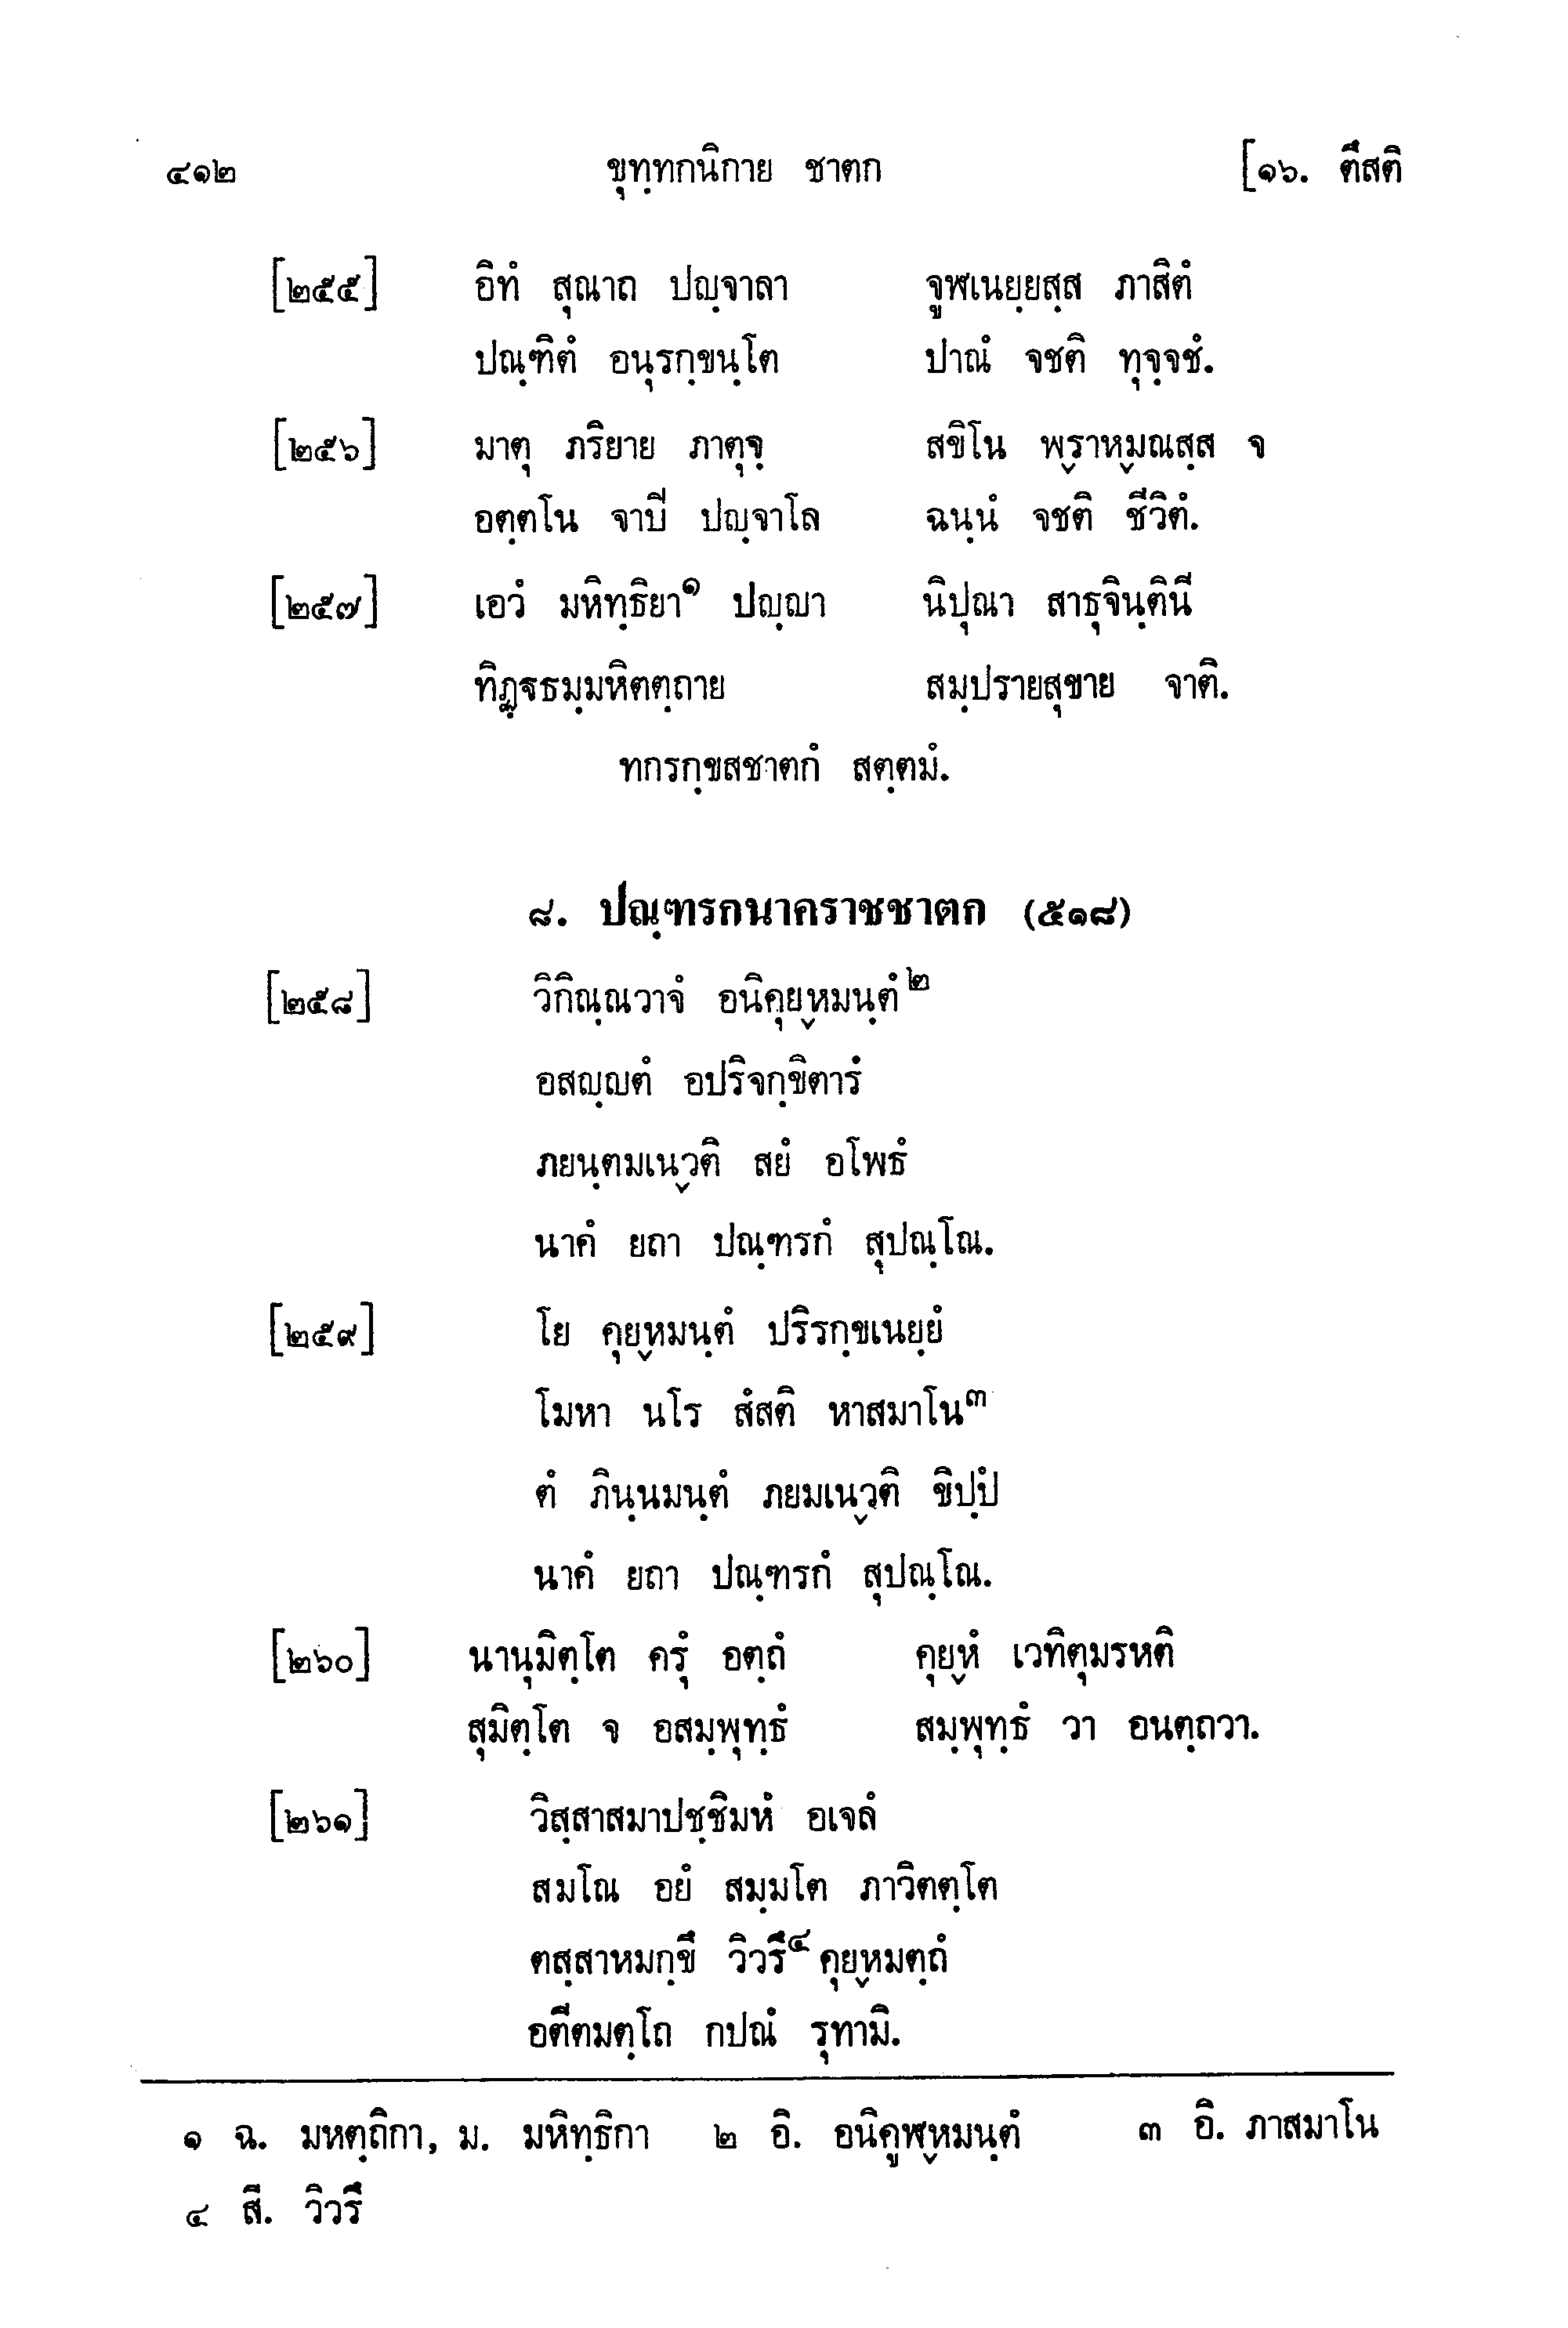 ๔๑๒ ขุทฺทกนิกาย ชาตก [๑๖. ตึสติ
[๒๕๕] อิทํ สุณาถ ปญฺจาลา จูฬเนยฺยสฺส ภาสิตํ
ปณฺฑิตํ อนุรกฺขนฺโต ปาณํ จชติ ทุจฺจชํ.
[๒๕๖] มาตุ ภริยาย ภาตุจฺ สขิโน พฺราหฺมณสฺส จ
อตฺตโน จาปี ปญฺจาโล ฉนฺนํ จชติ ชีวิตํ.
[๒๕๗] เอวํ มหิทฺธิยา๑ ปญฺญา นิปุณา สาธุจินฺตินี
ทิฏฺฐธมฺมหิตตฺถาย สมฺปรายสุขาย จาติ.
ทกรกฺขสชาตกํ สตฺตมํ.
๘. ปณฺฑรกนาคราชชาตก (๕๑๘)
[๒๕๘] วิกิณฺณวาจํ อนิคุยฺหมนฺตํ๒
อสญฺญตํ อปริจกฺขิตารํ
ภยนฺตมเนฺวติ สยํ อโพธํ
นาคํ ยถา ปณฺฑรกํ สุปณฺโณ.
[๒๕๙] โย คุยฺหมนฺตํ ปริรกฺขเนยฺยํ
โมหา นโร สํสติ หาสมาโน๓
ตํ ภินฺนมนฺตํ ภยมเนฺวติ ขิปฺปํ
นาคํ ยถา ปณฺฑรกํ สุปณฺโณ.
[๒๖๐] นานุมิตฺโต ครุํ อตฺถํ คุยฺหํ เวทิตุมรหติ
สุมิตฺโต จ อสมฺพุทฺธํ สมฺพุทฺธํ วา อนตฺถวา.
[๒๖๑] วิสฺสาสมาปชฺชิมหํ อเจลํ
สมโณ อยํ สมฺมโต ภาวิตตฺโต
ตสฺสาหมกฺขึ วิวรึ๔ คุยฺหมตฺถํ
อตีตมตฺโถ กปณํ รุทามิ.
๑ ฉ. มหตฺถิกา, ม. มหิทฺธิกา ๒ อิ. อนิคูฬฺหมนฺตํ ๓ อิ. ภาสมาโน
๔ สี. วิวรึ